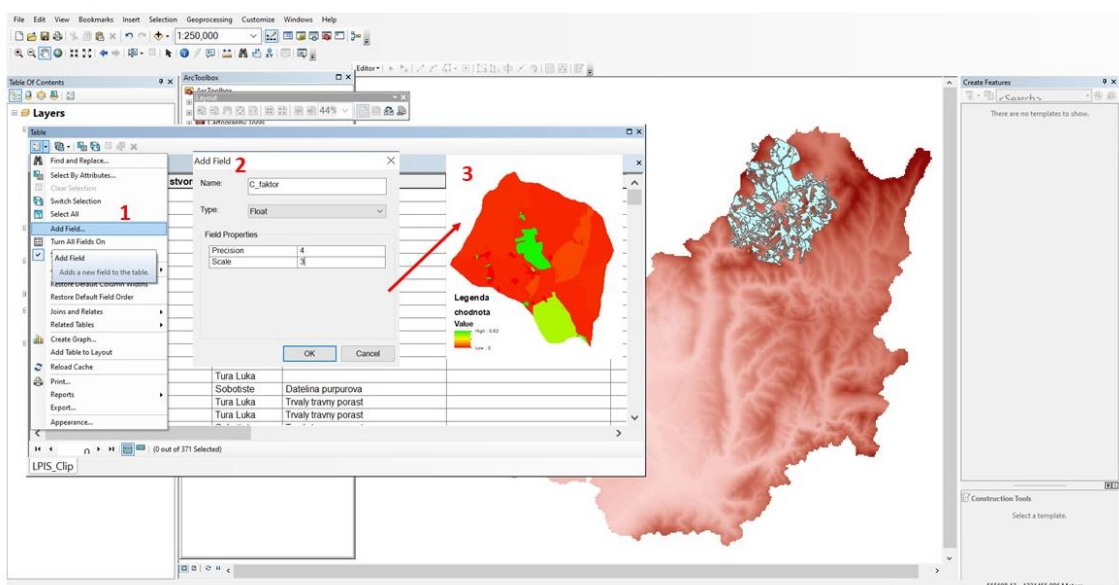 File Edit View Bookmarks Insert Selection Geoprocessing Customize Windows Help
1:250,000
Editor
Table Of Contents
ArcToolbox
Create Features
ArcToolbox
Layout
<Search>
Layers
44%
There are no templates to show.
Cartography Tools
Table
Find and Replace...
Select By Attributes...
Clear Selection
Switch Selection
Select All
1
Add Field...
Turn All Fields On
Add Field
Adds a new field to the table.
Restore Default Column Widths
Restore Default Field Order
Joins and Relates
Related Tables
Create Graph...
Add Table to Layout
Reload Cache
Print...
Reports
Export...
Appearance...
Add Field 2
Name: C_faktor
Type: Float
Field Properties
Precision 4
Scale 3
OK Cancel
3
Legenda
chodnota
Value
High : 0.62
Low : 0
Tura Luka
Sobotiste Datelina purpurova
Tura Luka Trvaly travny porast
Tura Luka Trvaly travny porast
0 (0 out of 371 Selected)
LPIS_Clip
Construction Tools
Select a template.